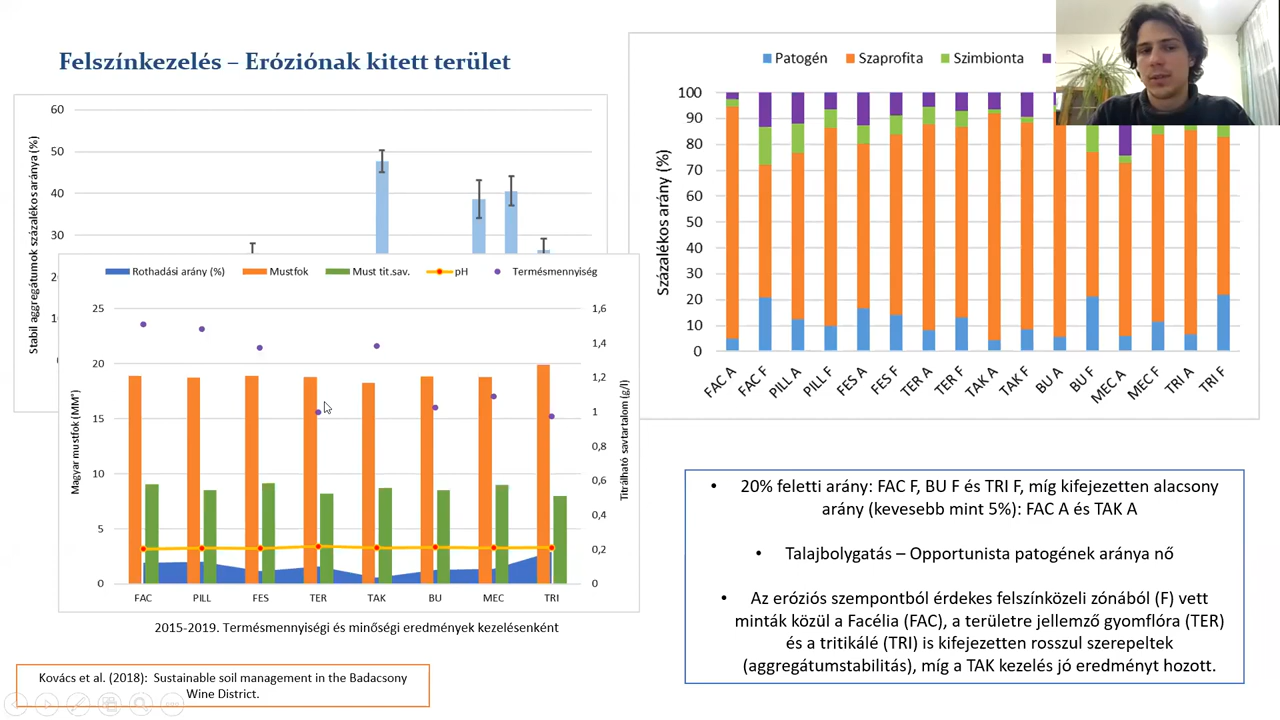 Felszínkezelés – Eróziónak kitett terület
60
50
40
30
Stabil aggregátumok százalékos aránya (%)
Rothadási arány (%)
Mustfok
Must tit.sav.
pH
Termésmennyiség
25
20
15
10
5
0
Magyar mustfok (MM°)
1,6
1,4
1,2
1
0,8
0,6
0,4
0,2
0
Titrálható savtartalom (g/l)
FAC
PILL
FES
TER
TAK
BU
MEC
TRI
2015-2019. Termésmennyiségi és minőségi eredmények kezelésenként
Kovács et al. (2018): Sustainable soil management in the Badacsony
Wine District.
Patogén
Szaprofita
Szimbionta
100
90
80
70
60
50
40
30
20
10
0
Százalékos arány (%)
FAC A
FAC F
PILL A
PILL F
FES A
FES F
TER A
TER F
TAK A
TAK F
BU A
BU F
MEC A
MEC F
TRI A
TRI F
• 20% feletti arány: FAC F, BU F és TRI F, míg kifejezetten alacsony
arány (kevesebb mint 5%): FAC A és TAK A
• Talajbolygatás – Opportunista patogének aránya nő
• Az eróziós szempontból érdekes felszínközeli zónából (F) vett
minták közül a Facélia (FAC), a területre jellemző gyomflóra (TER)
és a tritikálé (TRI) is kifejezetten rosszul szerepeltek
(aggregátumstabilitás), míg a TAK kezelés jó eredményt hozott.